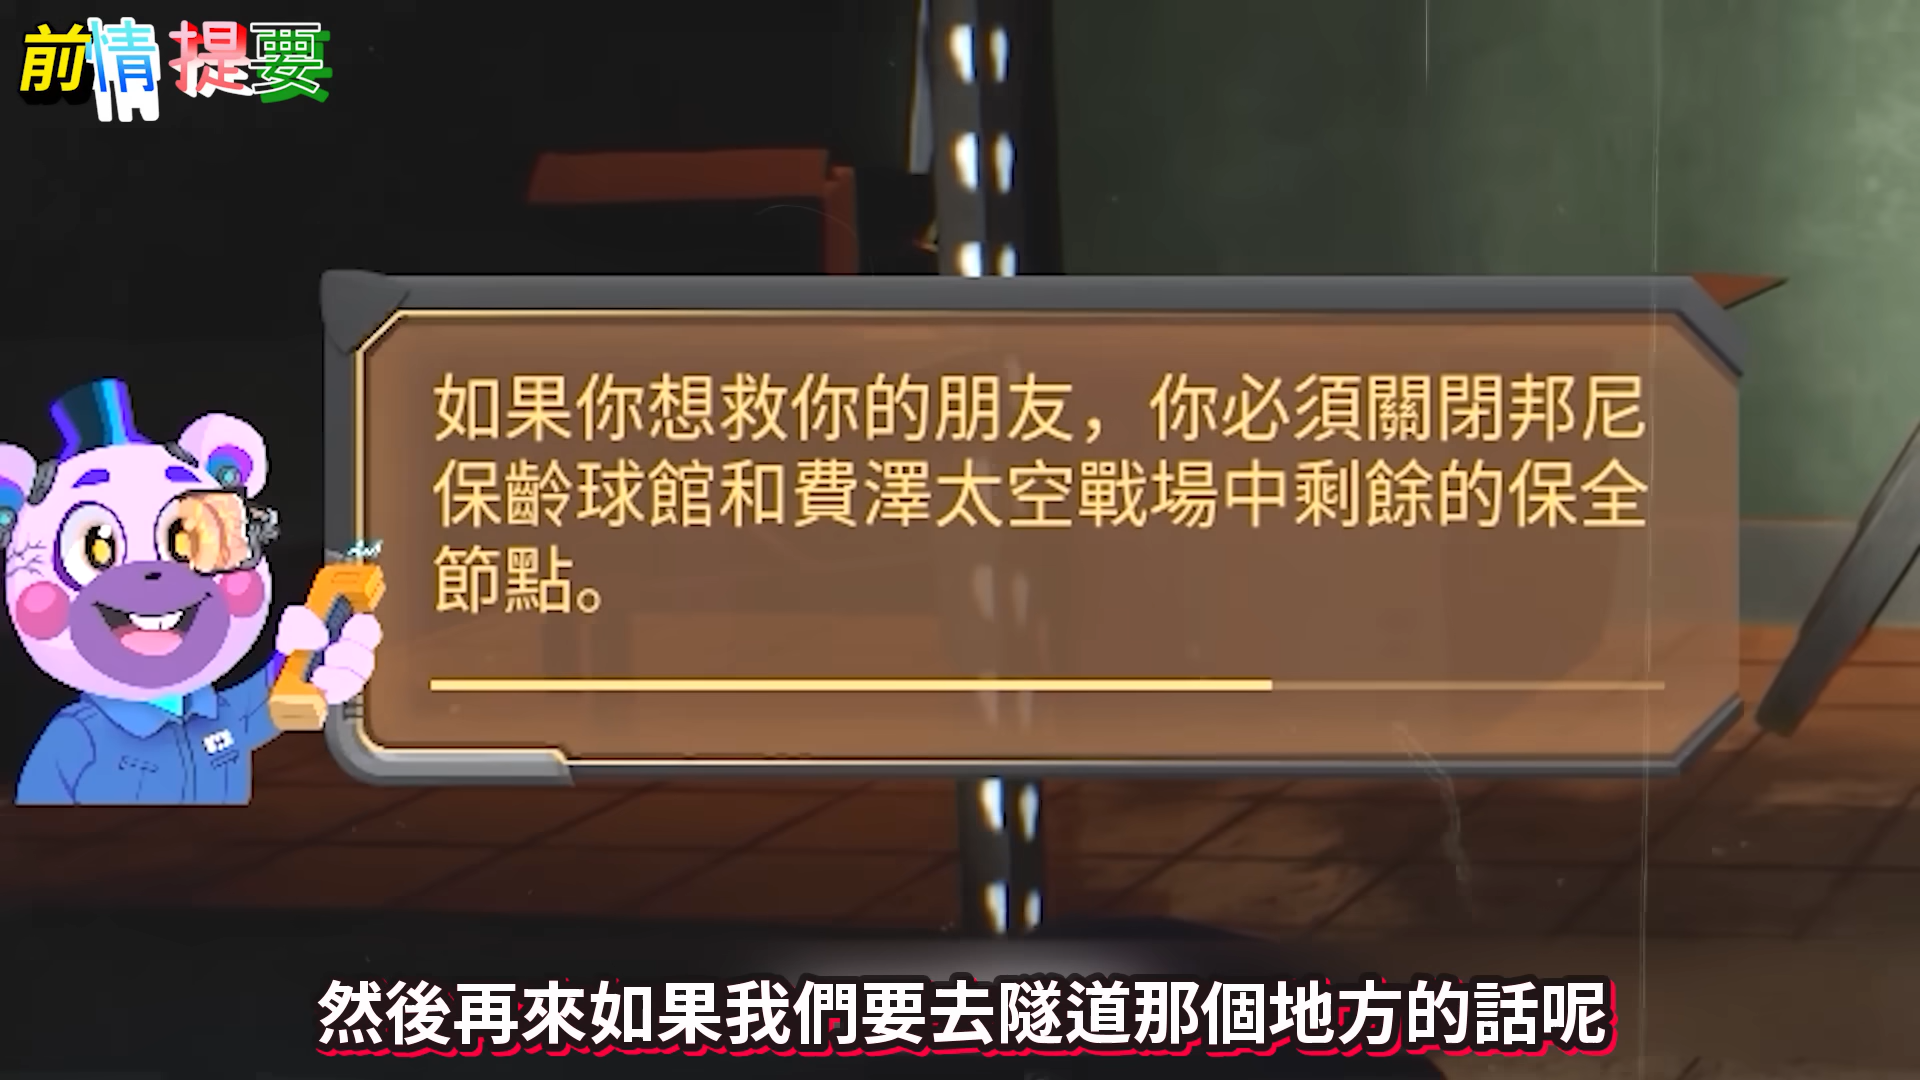 前情提要
如果你想救你的朋友，你必須關閉邦尼
保齡球館和費澤太空戰場中剩餘的保全
節點。
然後再來如果我們要去隧道那個地方的話呢